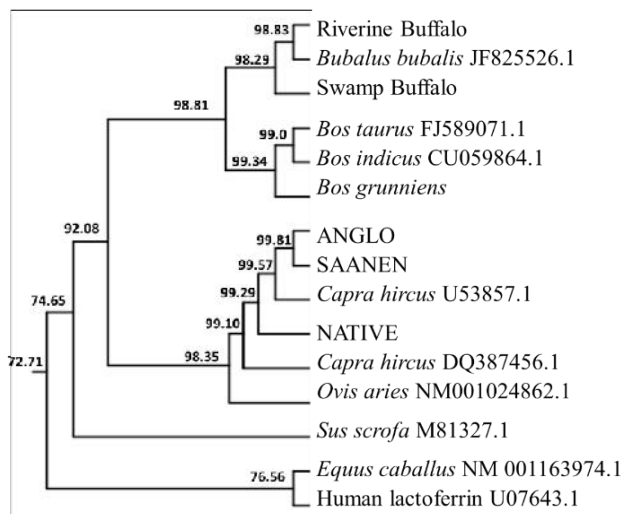 98.83 Riverine Buffalo
98.29 Bubalus bubalis JF825526.1
Swamp Buffalo
98.81
99.0 Bos taurus FJ589071.1
99.34 Bos indicus CU059864.1
Bos grunniens
92.08
99.81 ANGLO
99.57 SAANEN
74.65 99.29 Capra hircus U53857.1
99.10 NATIVE
72.71 98.35 Capra hircus DQ387456.1
Ovis aries NM001024862.1
Sus scrofa M81327.1
76.56 Equus caballus NM 001163974.1
Human lactoferrin U07643.1